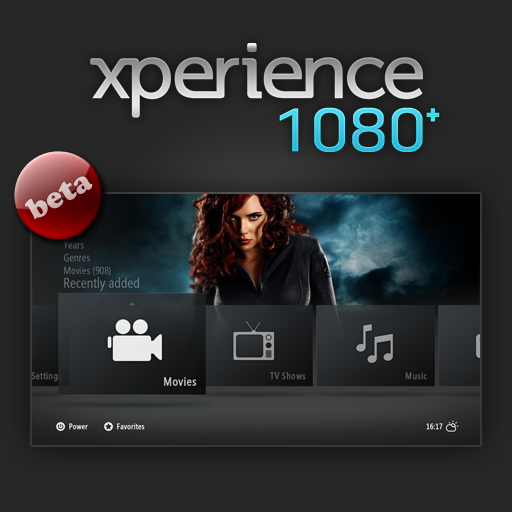 xperience
1080+
beta
Years
Genres
Movies (908)
Recently added
Setting
Movies
TV Shows
Music
Power
Favorites
16:17